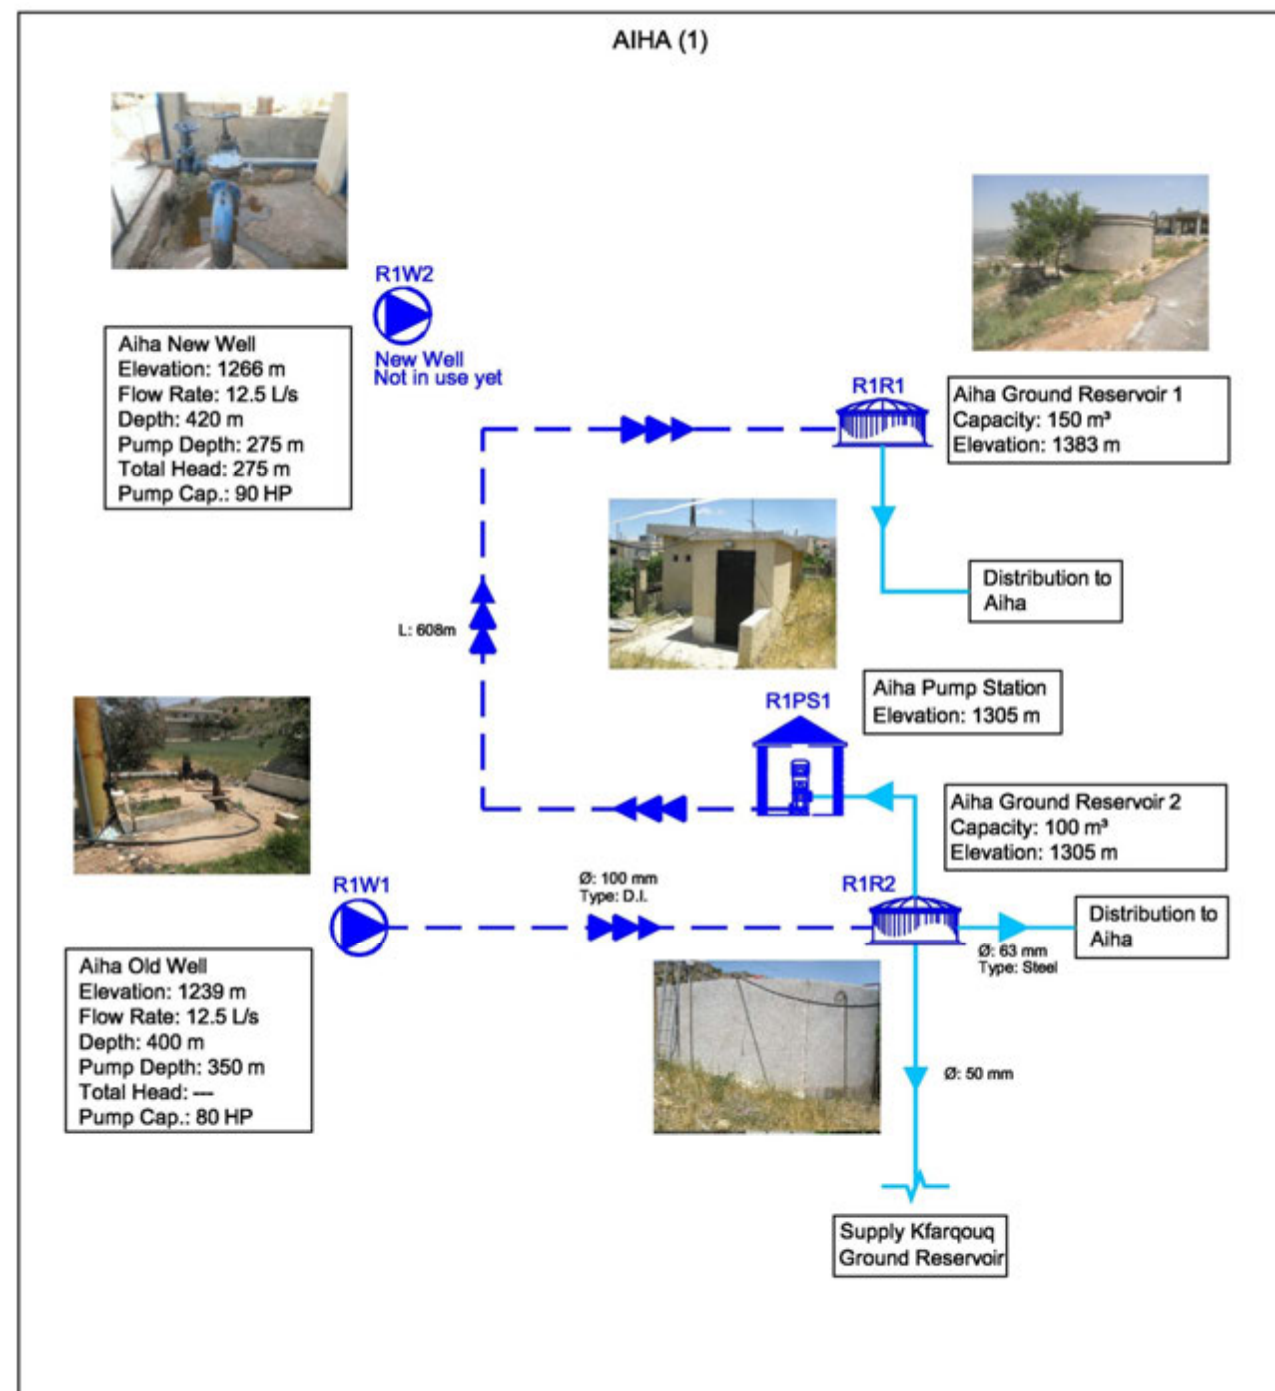 AIHA (1)
R1W2
New Well
Not in use yet
Aiha New Well
Elevation: 1266 m
Flow Rate: 12.5 L/s
Depth: 420 m
Pump Depth: 275 m
Total Head: 275 m
Pump Cap.: 90 HP
R1R1
Aiha Ground Reservoir 1
Capacity: 150 m³
Elevation: 1383 m
Distribution to
Aiha
L: 608m
R1PS1
Aiha Pump Station
Elevation: 1305 m
Aiha Ground Reservoir 2
Capacity: 100 m³
Elevation: 1305 m
R1W1
Ø: 100 mm
Type: D.I.
R1R2
Distribution to
Aiha
Ø: 63 mm
Type: Steel
Aiha Old Well
Elevation: 1239 m
Flow Rate: 12.5 L/s
Depth: 400 m
Pump Depth: 350 m
Total Head: ---
Pump Cap.: 80 HP
Ø: 50 mm
Supply Kfarqouq
Ground Reservoir